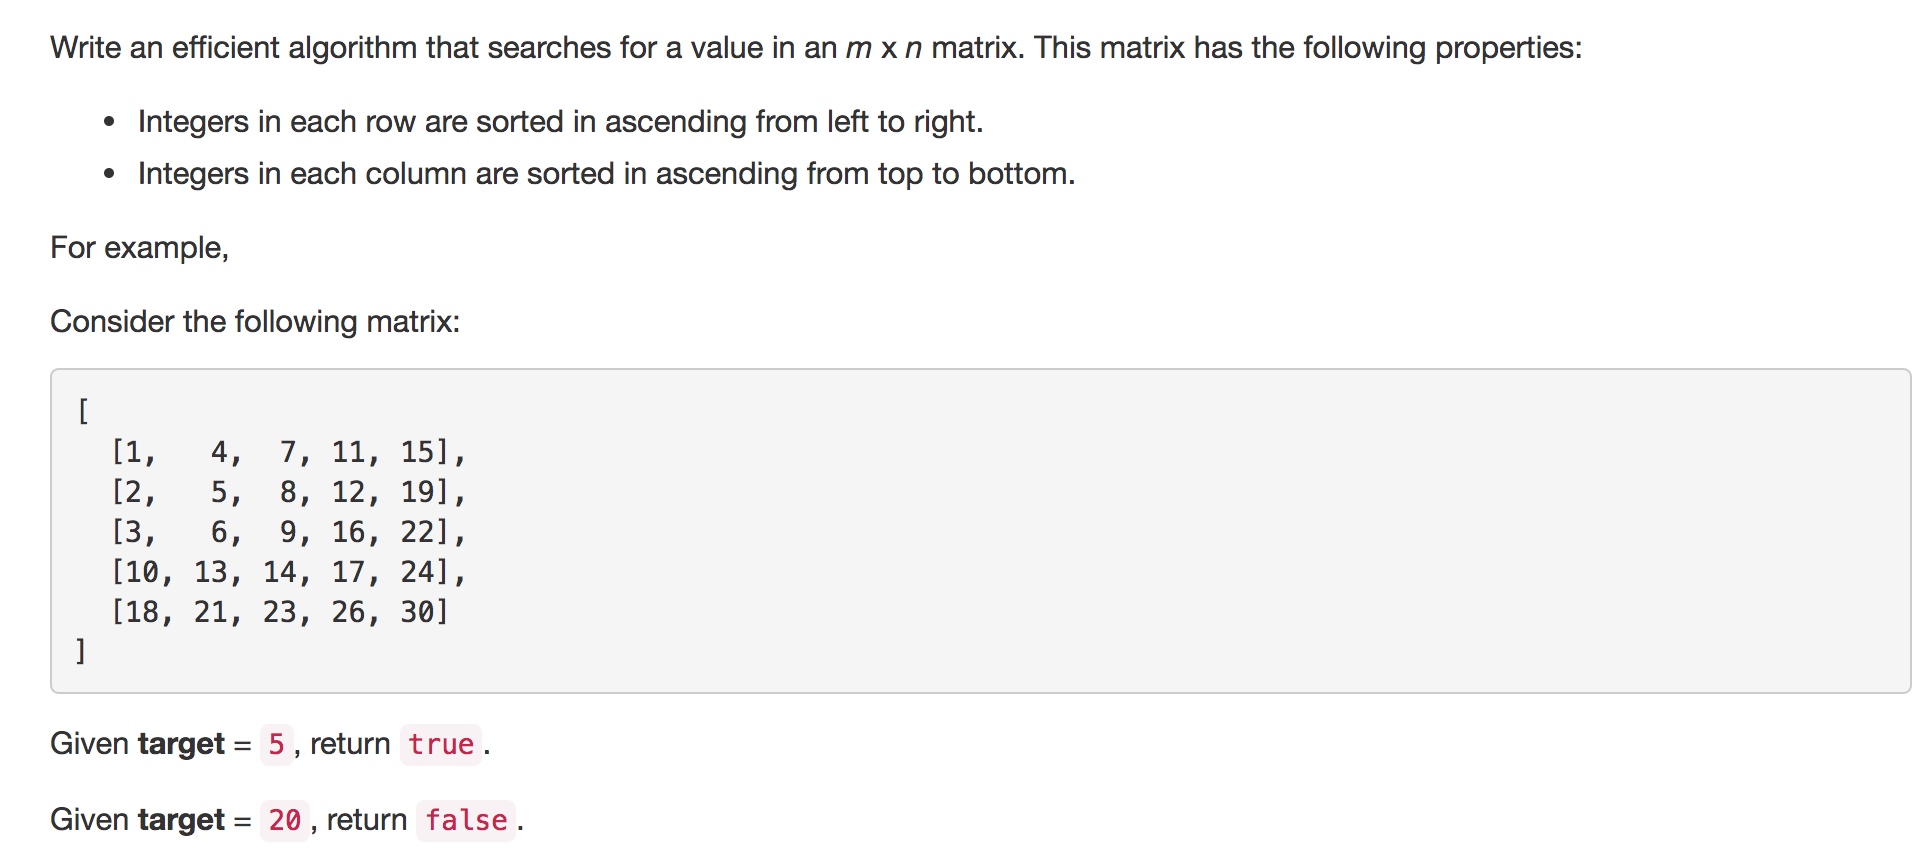 Write an efficient algorithm that searches for a value in an m x n matrix. This matrix has the following properties:
• Integers in each row are sorted in ascending from left to right.
• Integers in each column are sorted in ascending from top to bottom.
For example,
Consider the following matrix:
[
  [1,   4,  7, 11, 15],
  [2,   5,  8, 12, 19],
  [3,   6,  9, 16, 22],
  [10, 13, 14, 17, 24],
  [18, 21, 23, 26, 30]
]
Given target = 5, return true.
Given target = 20, return false.